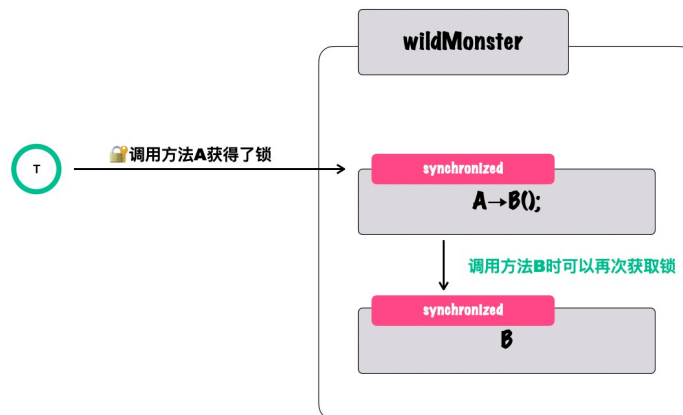 wildMonster
T
🔐调用方法A获得了锁
synchronized
A→B();
调用方法B时可以再次获取锁
synchronized
B